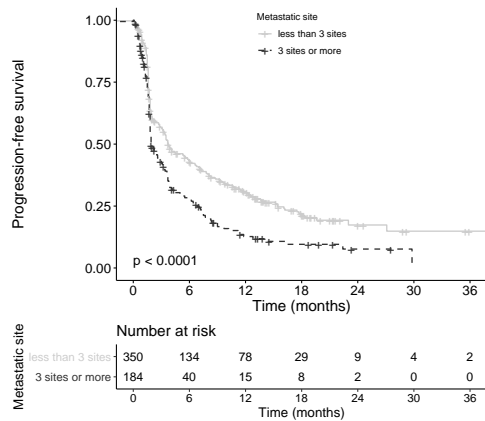 Metastatic site
less than 3 sites
3 sites or more
Progression-free survival
1.00
0.75
0.50
0.25
0.00
p < 0.0001
0 6 12 18 24 30 36
Time (months)
Number at risk
Metastatic site
less than 3 sites 350 134 78 29 9 4 2
3 sites or more 184 40 15 8 2 0 0
0 6 12 18 24 30 36
Time (months)